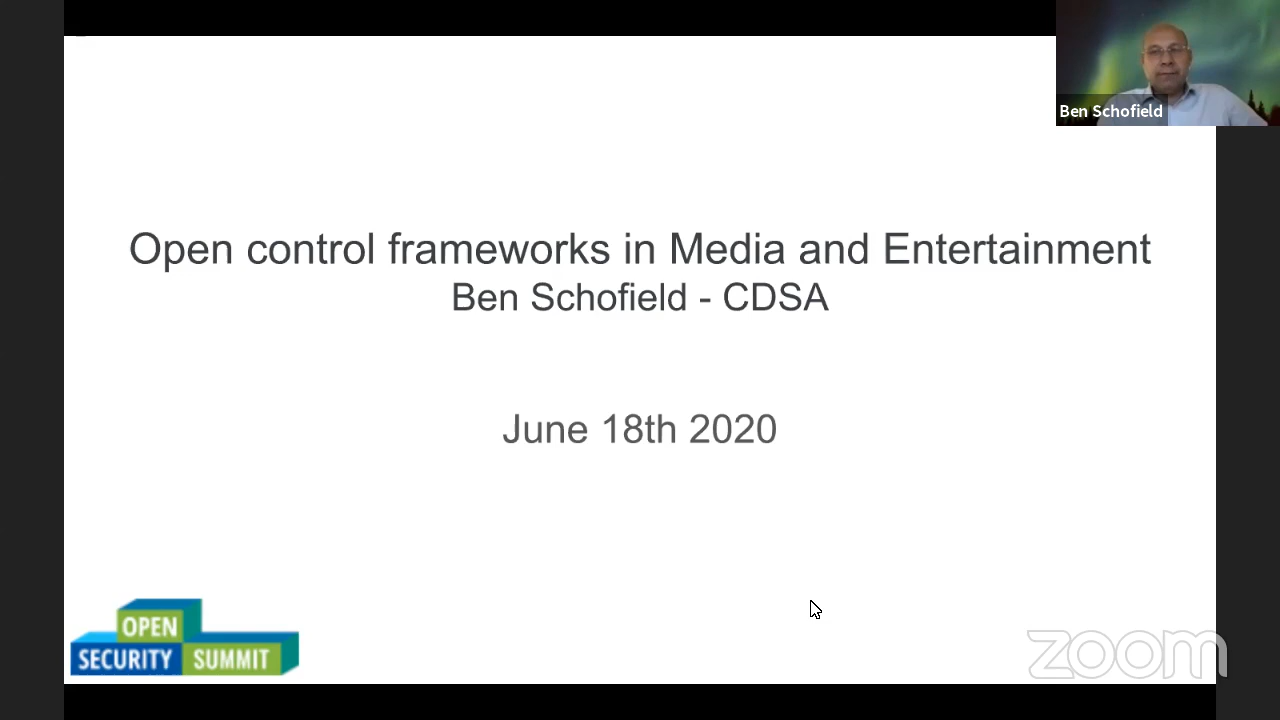 Ben Schofield
Open control frameworks in Media and Entertainment
Ben Schofield - CDSA
June 18th 2020
OPEN
SECURITY SUMMIT
zoom